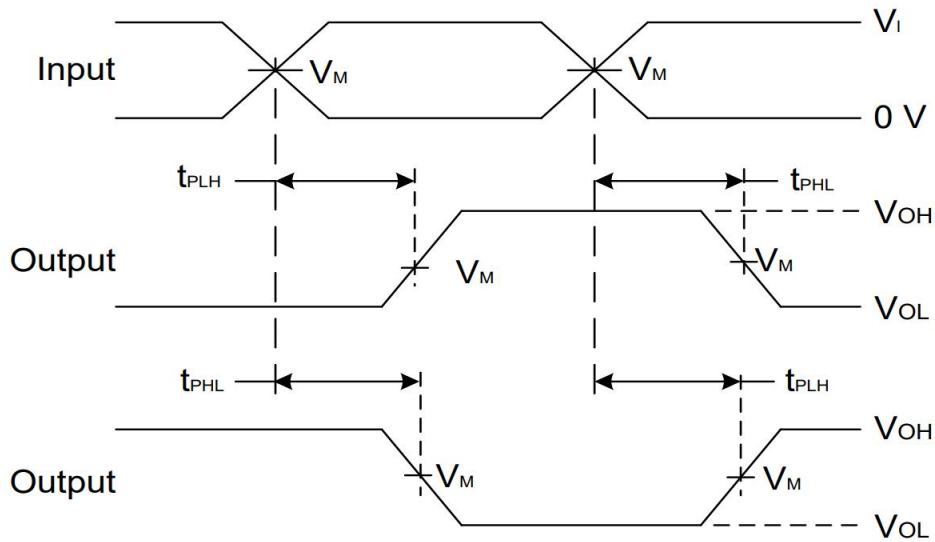 VI
Input
VM
VM
0 V
tPLH
tPHL
VOH
Output
VM
VM
VOL
tPHL
tPLH
VOH
Output
VM
VM
VOL